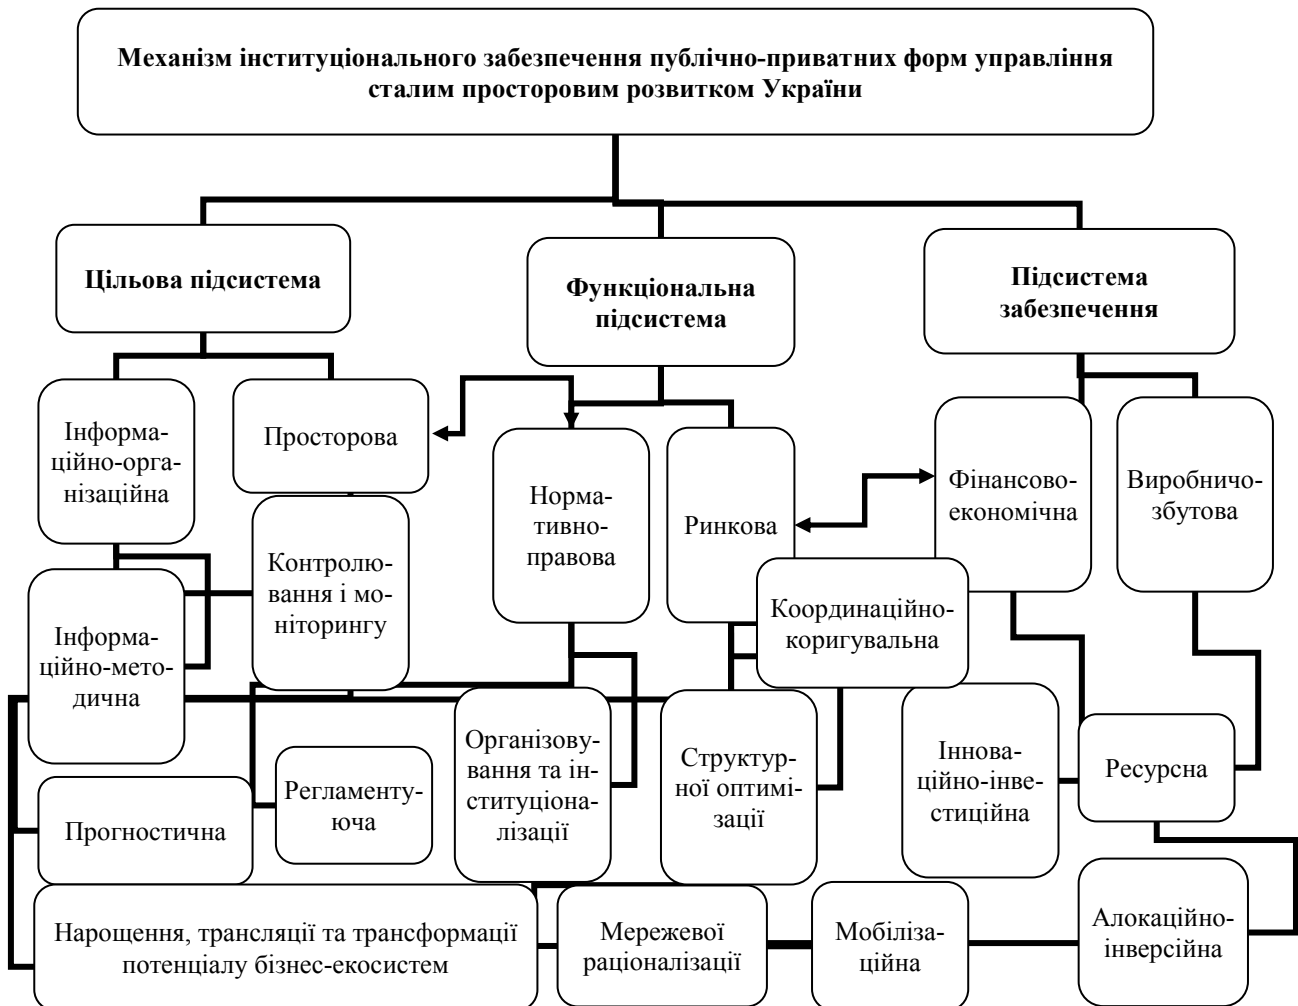 Механізм інституціонального забезпечення публічно-приватних форм управління
сталим просторовим розвитком України
Цільова підсистема
Функціональна
підсистема
Підсистема
забезпечення
Інформа-
ційно-орга-
нізаційна
Просторова
Норма-
тивно-
правова
Ринкова
Фінансово-
економічна
Виробничо-
збутова
Інформа-
ційно-мето-
дична
Контролю-
вання і мо-
ніторингу
Координаційно-
коригувальна
Прогностична
Регламенту-
юча
Організову-
вання та ін-
ституціона-
лізації
Структур-
ної оптимі-
зації
Іннова-
ційно-інве-
стиційна
Ресурсна
Нарощення, трансляції та трансформації
потенціалу бізнес-екосистем
Мережевої
раціоналізації
Мобіліза-
ційна
Алокаційно-
інверсійна